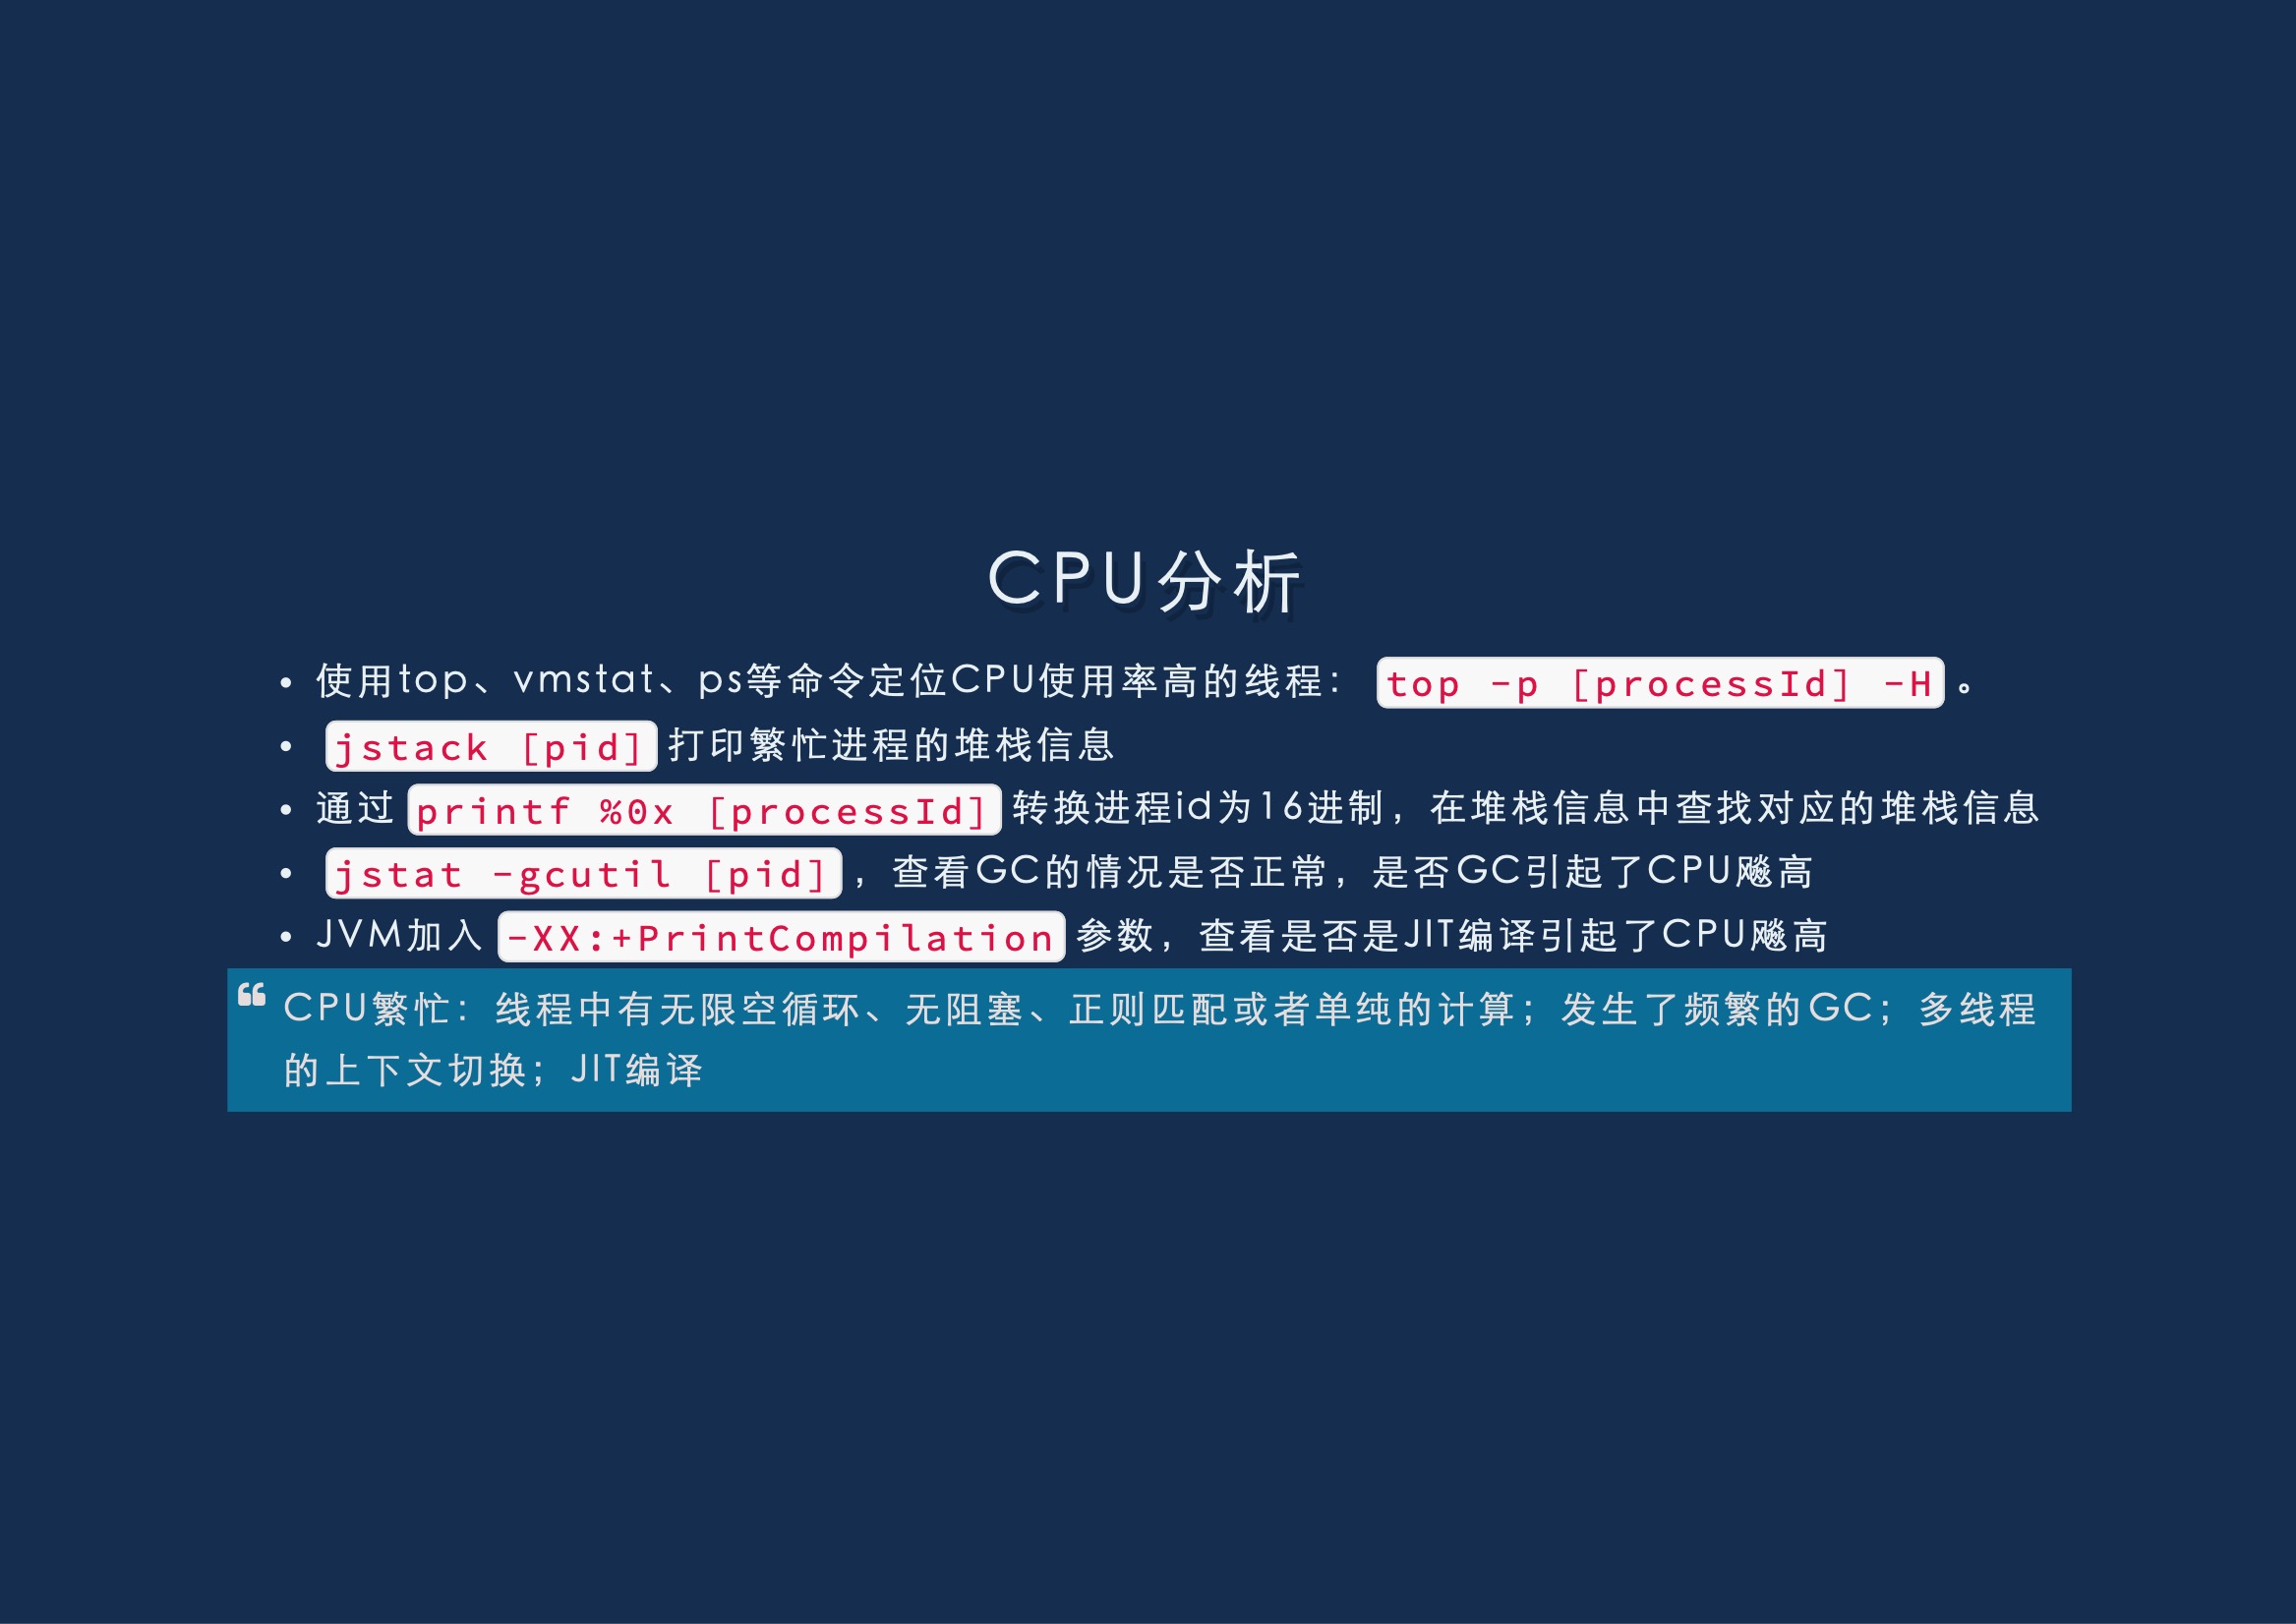 CPU分析
• 使用top、vmstat、ps等命令定位CPU使用率高的线程： top -p [processId] -H 。
• jstack [pid] 打印繁忙进程的堆栈信息
• 通过 printf %0x [processId] 转换进程id为16进制，在堆栈信息中查找对应的堆栈信息
• jstat -gcutil [pid] ，查看GC的情况是否正常，是否GC引起了CPU飚高
• JVM加入 -XX:+PrintCompilation 参数，查看是否是JIT编译引起了CPU飚高
❝ CPU繁忙：线程中有无限空循环、无阻塞、正则匹配或者单纯的计算；发生了频繁的GC；多线程
的上下文切换；JIT编译